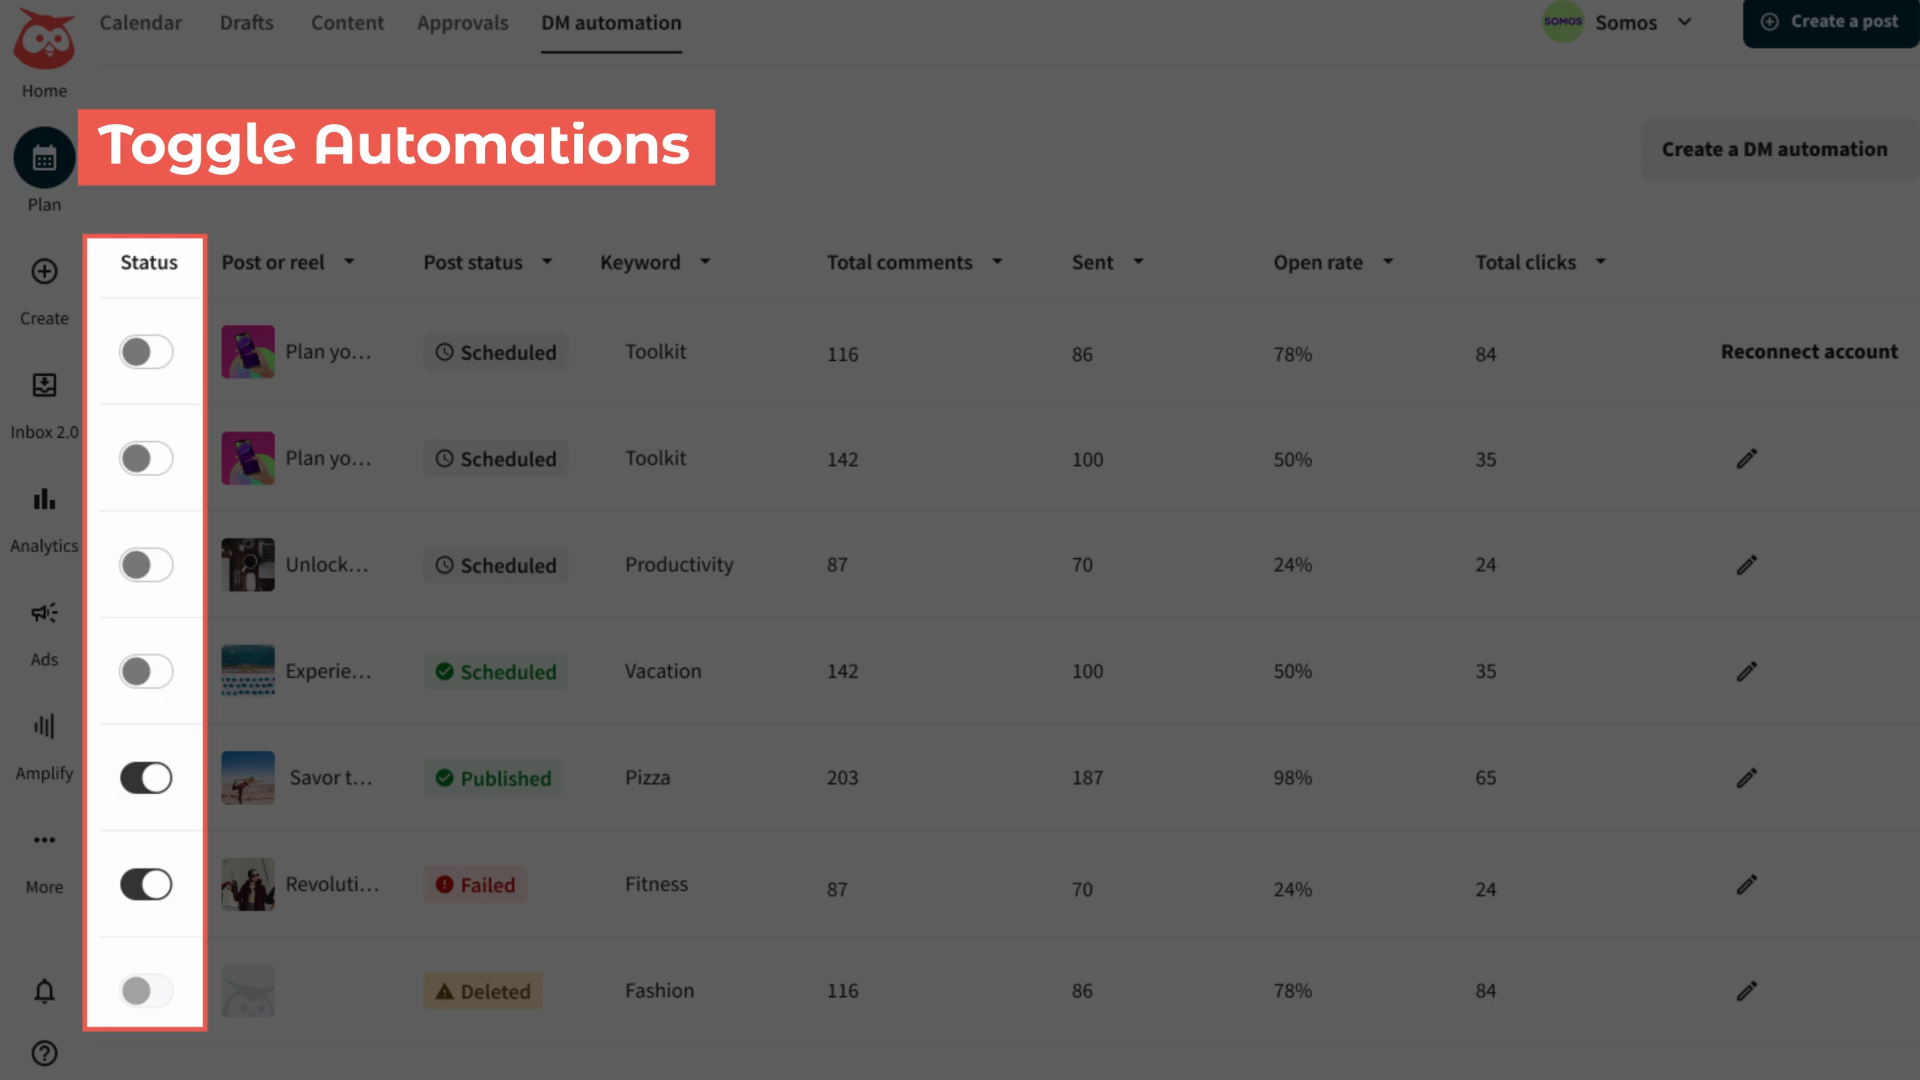 Calendar Drafts Content Approvals DM automation SOMOS Somos Create a post
Home
Toggle Automations
Create a DM automation
Plan
Status Post or reel Post status Keyword Total comments Sent Open rate Total clicks
Create
Plan yo... Scheduled Toolkit 116 86 78% 84 Reconnect account
Inbox 2.0
Plan yo... Scheduled Toolkit 142 100 50% 35
Analytics
Unlock... Scheduled Productivity 87 70 24% 24
Ads
Experie... Scheduled Vacation 142 100 50% 35
Amplify
Savor t... Published Pizza 203 187 98% 65
More
Revoluti... Failed Fitness 87 70 24% 24
Deleted Fashion 116 86 78% 84